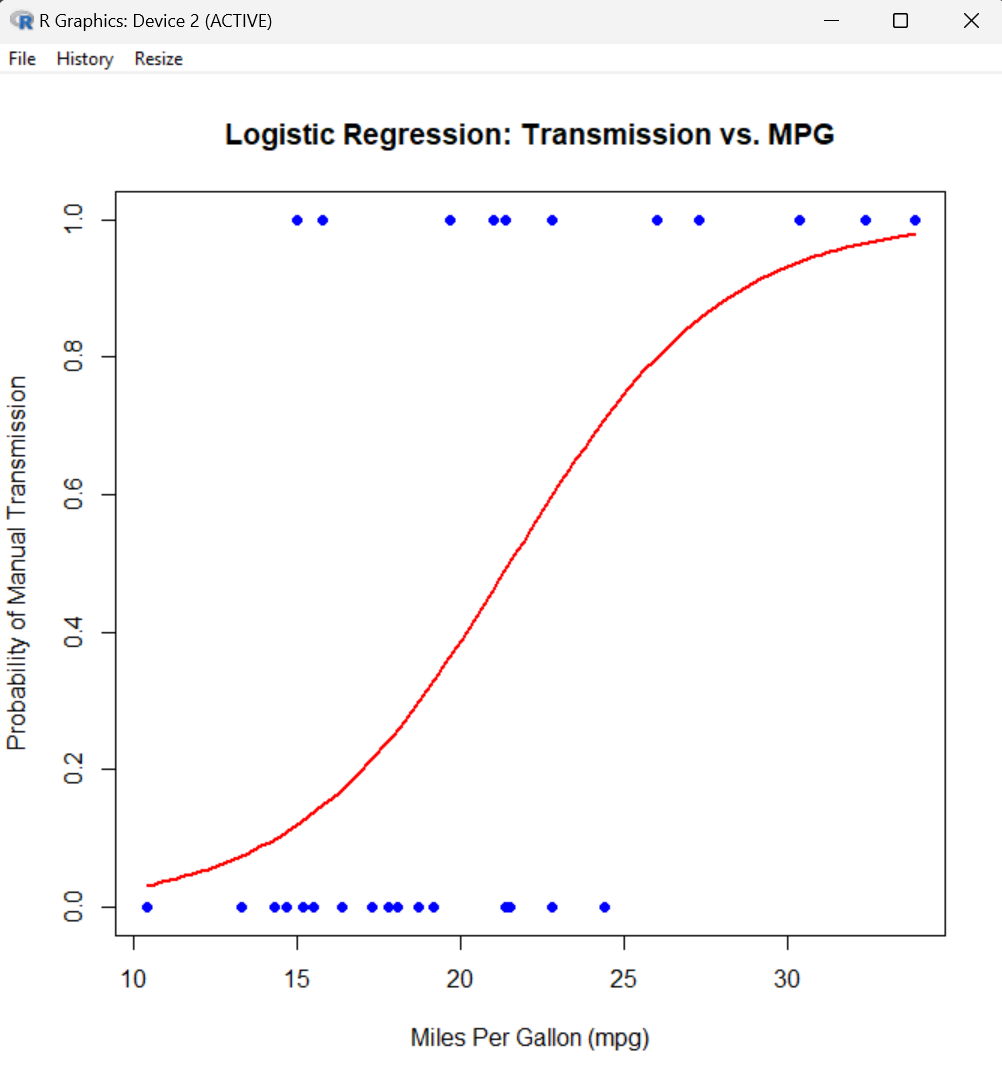 R Graphics: Device 2 (ACTIVE)
File History Resize
Logistic Regression: Transmission vs. MPG
Probability of Manual Transmission
1.0
0.8
0.6
0.4
0.2
0.0
10 15 20 25 30
Miles Per Gallon (mpg)